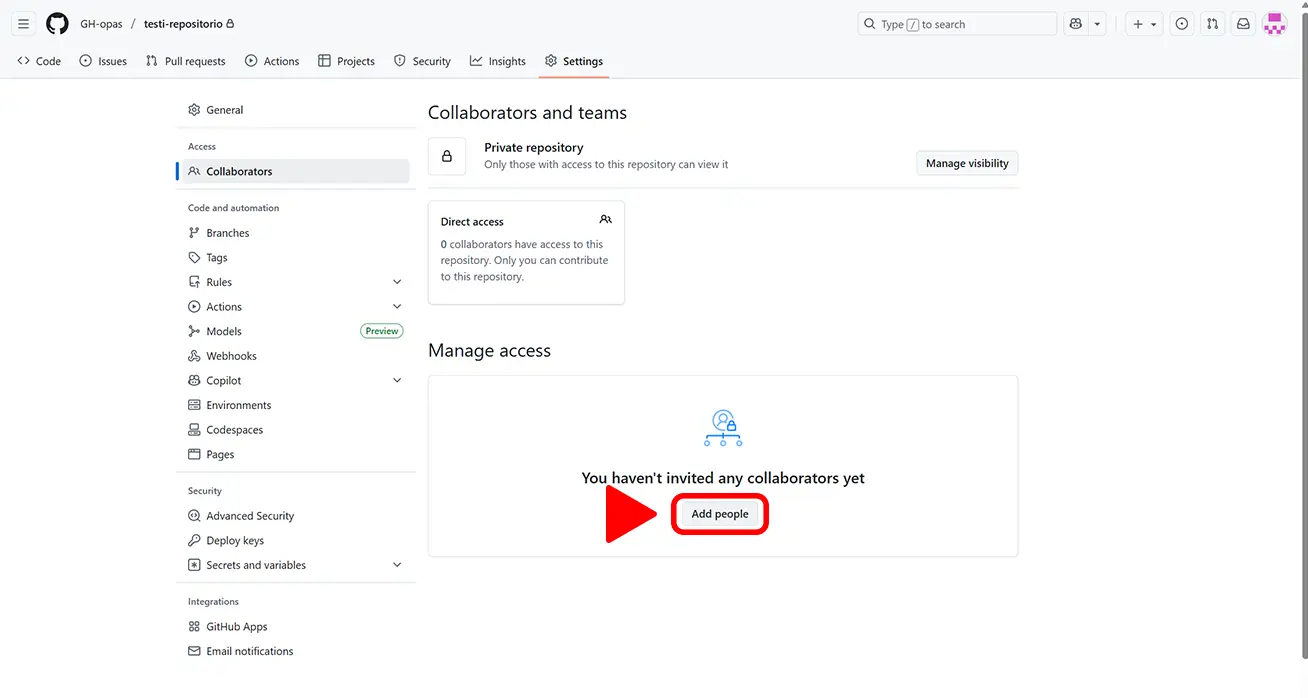 GH-opas / testi-repositorio
Type / to search
Code Issues Pull requests Actions Projects Security Insights Settings
General
Access
Collaborators
Code and automation
Branches
Tags
Rules
Actions
Models Preview
Webhooks
Copilot
Environments
Codespaces
Pages
Security
Advanced Security
Deploy keys
Secrets and variables
Integrations
GitHub Apps
Email notifications
Collaborators and teams
Private repository
Only those with access to this repository can view it
Manage visibility
Direct access
0 collaborators have access to this
repository. Only you can contribute
to this repository.
Manage access
You haven't invited any collaborators yet
Add people